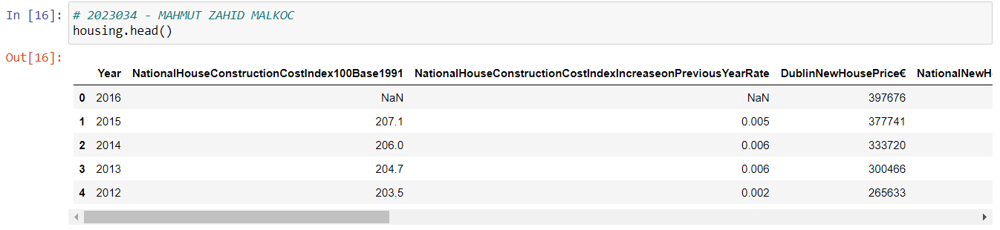 In [16]: # 2023034 - MAHMUT ZAHID MALKOC
housing.head()
Out[16]:
Year NationalHouseConstructionCostIndex100Base1991 NationalHouseConstructionCostIndexIncreaseonPreviousYearRate DublinNewHousePrice€
0 2016 NaN NaN 397676
1 2015 207.1 0.005 377741
2 2014 206.0 0.006 333720
3 2013 204.7 0.006 300466
4 2012 203.5 0.002 265633